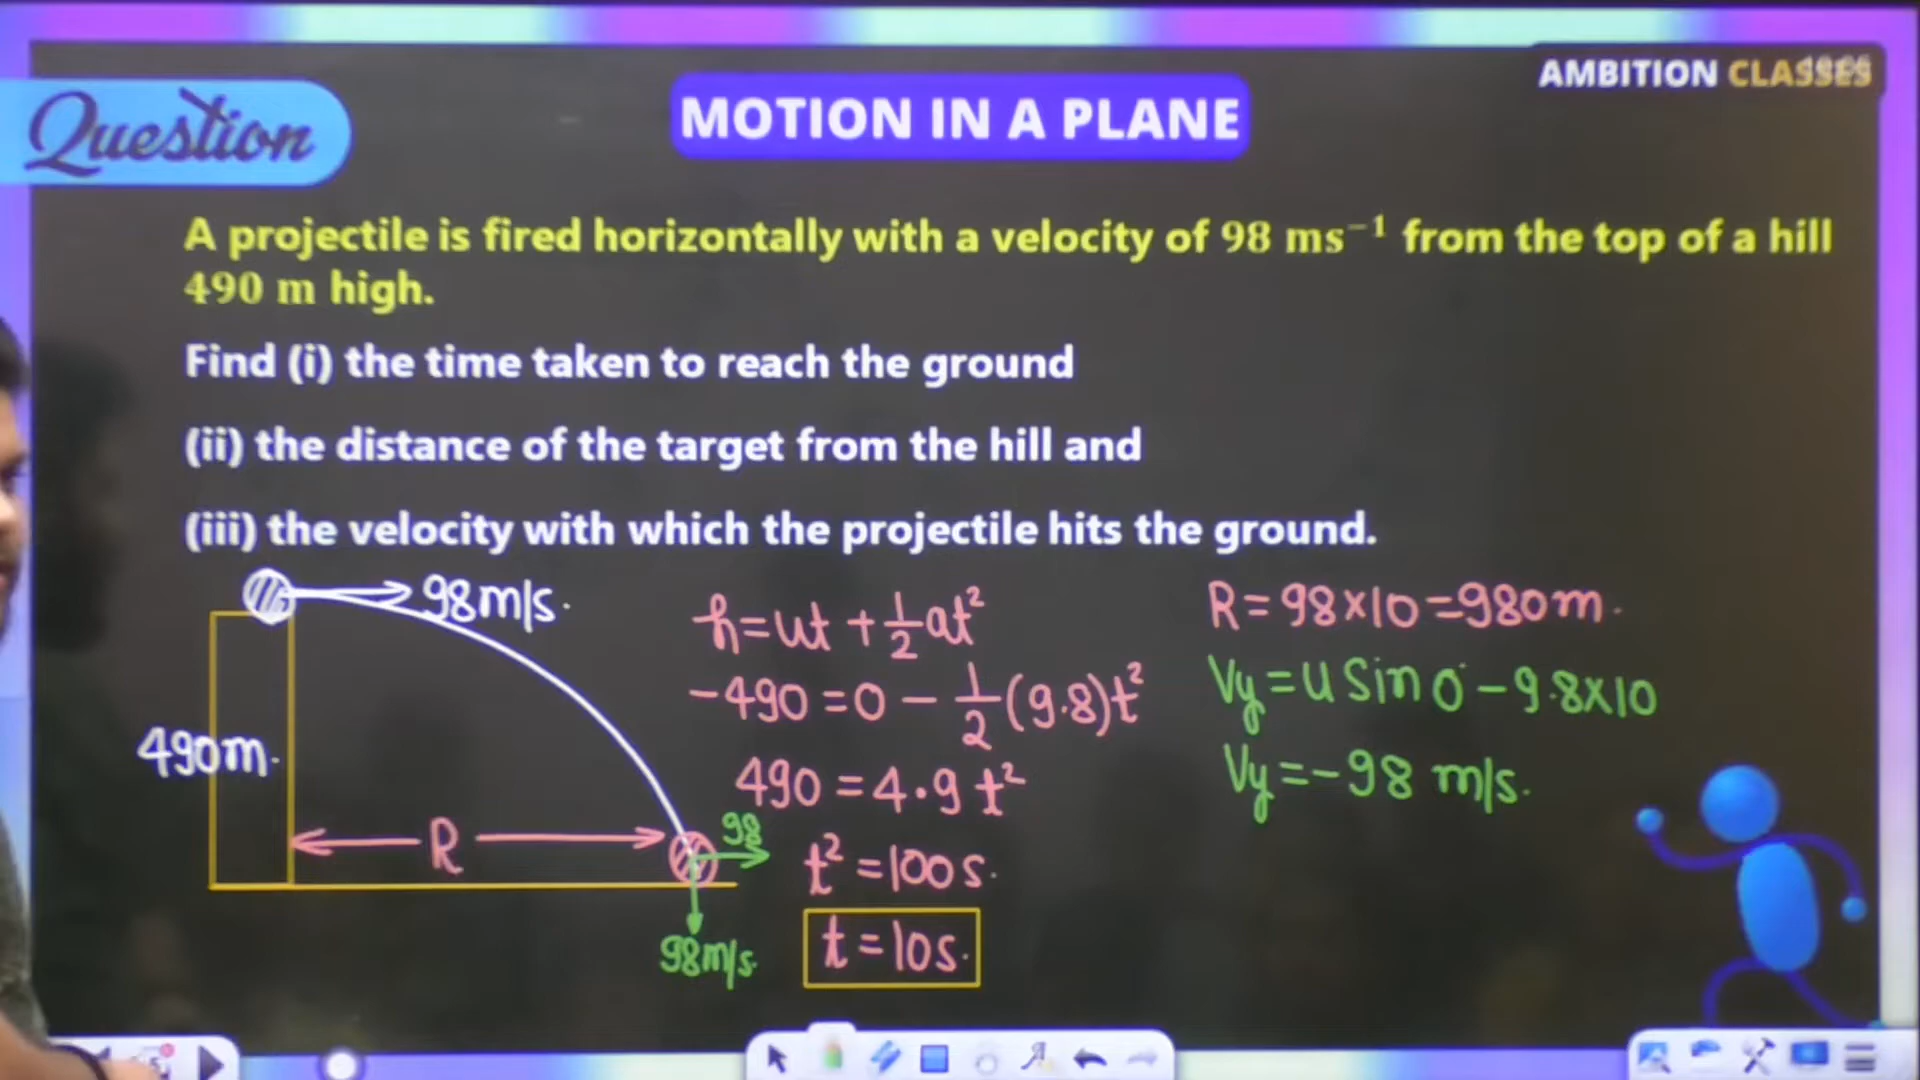 AMBITION CLASSES
Question
MOTION IN A PLANE
A projectile is fired horizontally with a velocity of 98 ms⁻¹ from the top of a hill
490 m high.
Find (i) the time taken to reach the ground
(ii) the distance of the target from the hill and
(iii) the velocity with which the projectile hits the ground.
98m/s.
490m.
R
98
98m/s.
h=ut+½at²
-490=0-½(9.8)t²
490=4.9t²
t²=100s.
t=10s.
R=98×10=980m.
Vy=U Sin 0°-9.8×10
Vy=-98 m/s.